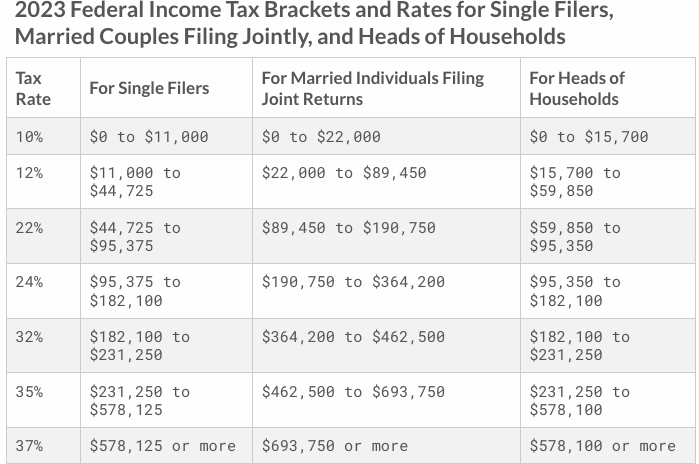 2023 Federal Income Tax Brackets and Rates for Single Filers,
Married Couples Filing Jointly, and Heads of Households
Tax
Rate
For Single Filers
For Married Individuals Filing
Joint Returns
For Heads of
Households
10%
$0 to $11,000
$0 to $22,000
$0 to $15,700
12%
$11,000 to
$44,725
$22,000 to $89,450
$15,700 to
$59,850
22%
$44,725 to
$95,375
$89,450 to $190,750
$59,850 to
$95,350
24%
$95,375 to
$182,100
$190,750 to $364,200
$95,350 to
$182,100
32%
$182,100 to
$231,250
$364,200 to $462,500
$182,100 to
$231,250
35%
$231,250 to
$578,125
$462,500 to $693,750
$231,250 to
$578,100
37%
$578,125 or more
$693,750 or more
$578,100 or more